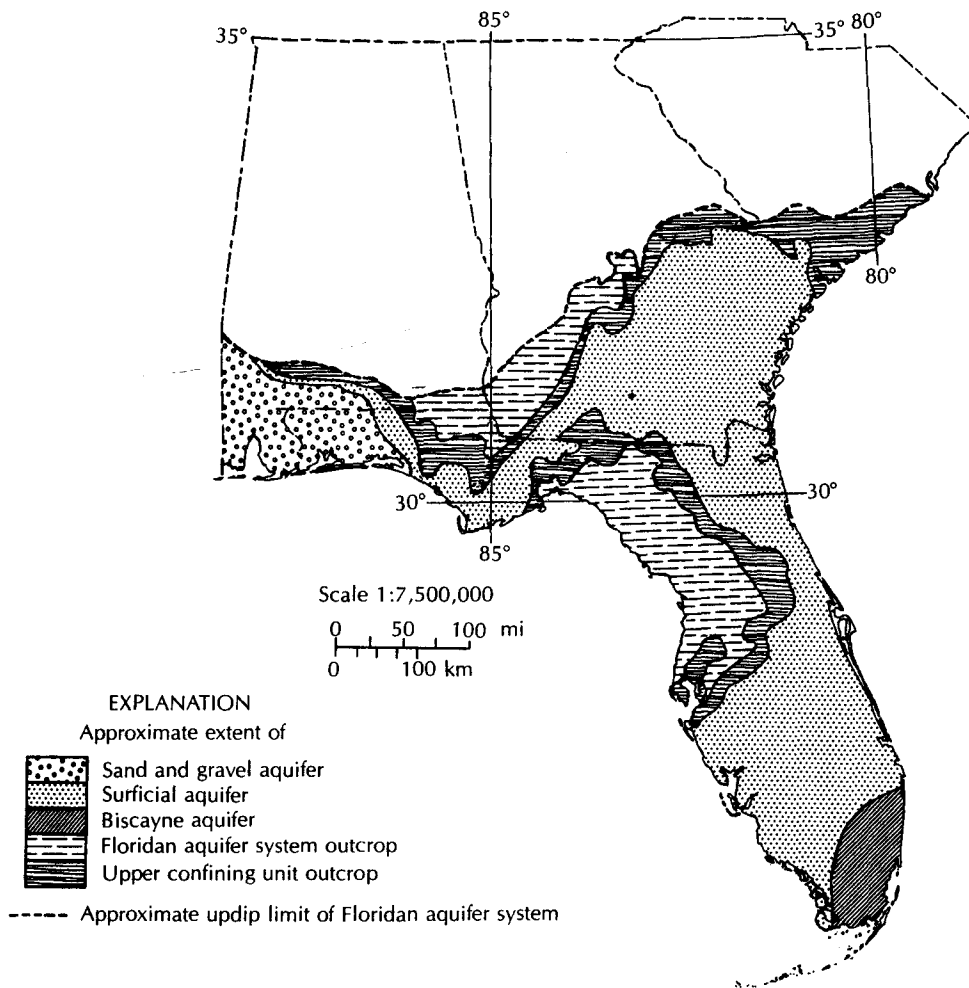 85°
80°
35°
35°
80°
30°
30°
85°
Scale 1:7,500,000
0 50 100 mi
0 100 km
EXPLANATION
Approximate extent of
Sand and gravel aquifer
Surficial aquifer
Biscayne aquifer
Floridan aquifer system outcrop
Upper confining unit outcrop
Approximate updip limit of Floridan aquifer system